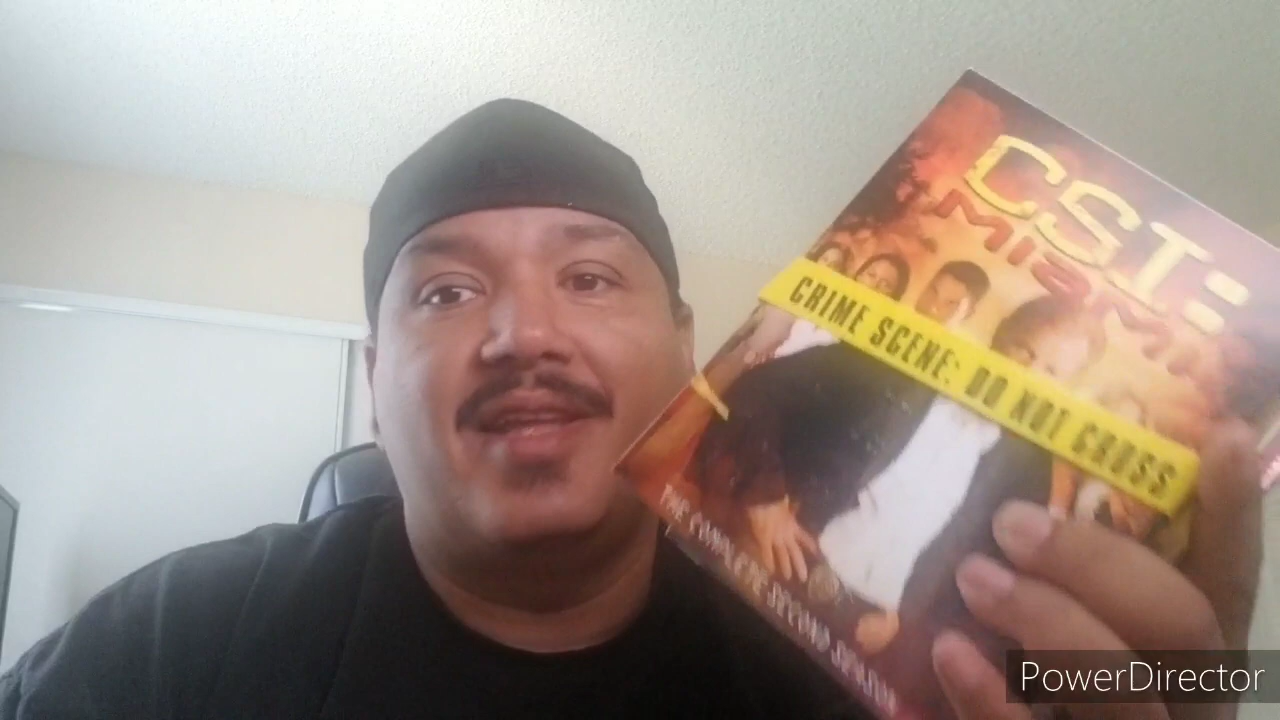 CSI:
MIAMI
CRIME SCENE: DO NOT CROSS
THE COMPLETE SECOND SEASON
PowerDirector